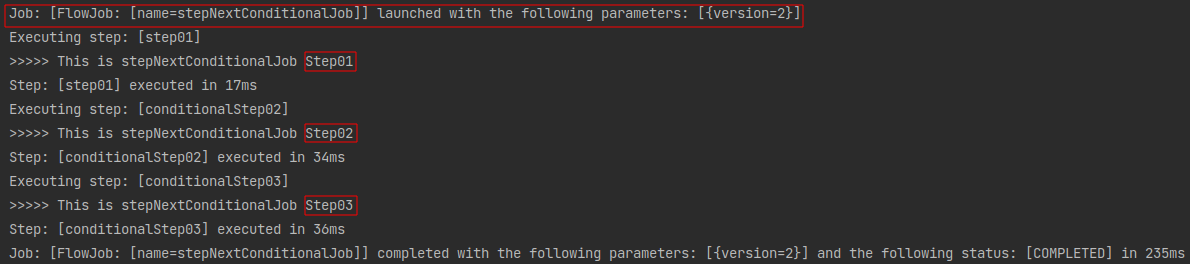 Job: [FlowJob: [name=stepNextConditionalJob]] launched with the following parameters: [{version=2}]
Executing step: [step01]
>>>>> This is stepNextConditionalJob Step01
Step: [step01] executed in 17ms
Executing step: [conditionalStep02]
>>>>> This is stepNextConditionalJob Step02
Step: [conditionalStep02] executed in 34ms
Executing step: [conditionalStep03]
>>>>> This is stepNextConditionalJob Step03
Step: [conditionalStep03] executed in 36ms
Job: [FlowJob: [name=stepNextConditionalJob]] completed with the following parameters: [{version=2}] and the following status: [COMPLETED] in 235ms